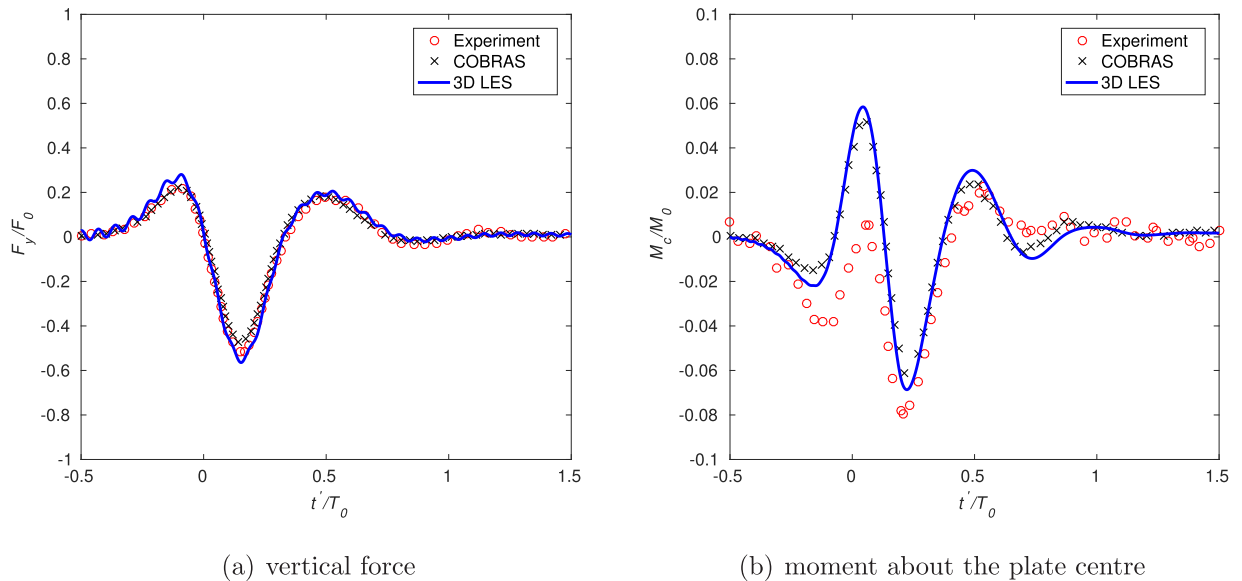 1
0.8
0.6
0.4
0.2
0
-0.2
-0.4
-0.6
-0.8
-1
F_y/F_0
-0.5 0 0.5 1 1.5
t'/T_0
Experiment
COBRAS
3D LES
(a) vertical force
0.1
0.08
0.06
0.04
0.02
0
-0.02
-0.04
-0.06
-0.08
-0.1
M_c/M_0
-0.5 0 0.5 1 1.5
t'/T_0
Experiment
COBRAS
3D LES
(b) moment about the plate centre